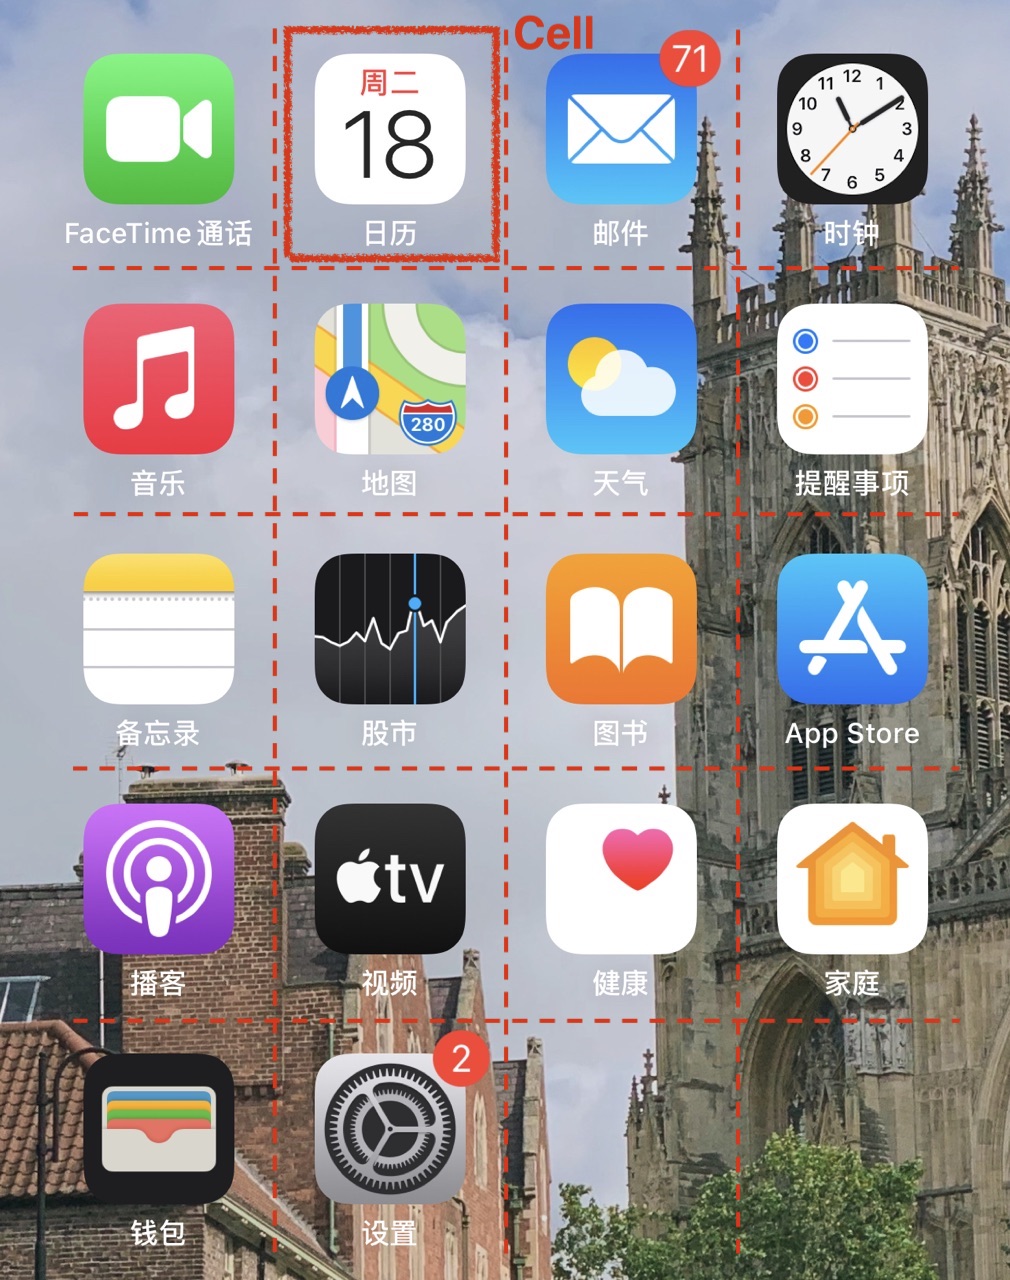 Cell
周二
18
71
12
11
1
10
2
9
3
8
4
7
5
6
FaceTime 通话
日历
邮件
时钟
280
音乐
地图
天气
提醒事项
备忘录
股市
图书
App Store
tv
播客
视频
健康
家庭
2
钱包
设置